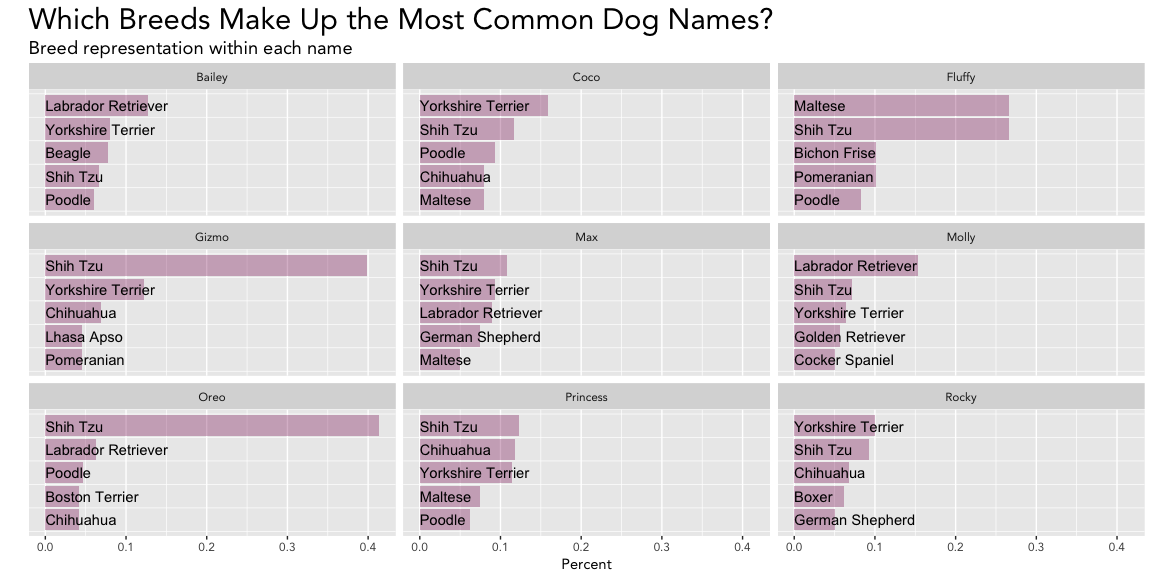 Which Breeds Make Up the Most Common Dog Names?
Breed representation within each name
Bailey
Labrador Retriever
Yorkshire Terrier
Beagle
Shih Tzu
Poodle
Coco
Yorkshire Terrier
Shih Tzu
Poodle
Chihuahua
Maltese
Fluffy
Maltese
Shih Tzu
Bichon Frise
Pomeranian
Poodle
Gizmo
Shih Tzu
Yorkshire Terrier
Chihuahua
Lhasa Apso
Pomeranian
Max
Shih Tzu
Yorkshire Terrier
Labrador Retriever
German Shepherd
Maltese
Molly
Labrador Retriever
Shih Tzu
Yorkshire Terrier
Golden Retriever
Cocker Spaniel
Oreo
Shih Tzu
Labrador Retriever
Poodle
Boston Terrier
Chihuahua
Princess
Shih Tzu
Chihuahua
Yorkshire Terrier
Maltese
Poodle
Rocky
Yorkshire Terrier
Shih Tzu
Chihuahua
Boxer
German Shepherd
0.0 0.1 0.2 0.3 0.4
0.0 0.1 0.2 0.3 0.4
0.0 0.1 0.2 0.3 0.4
Percent